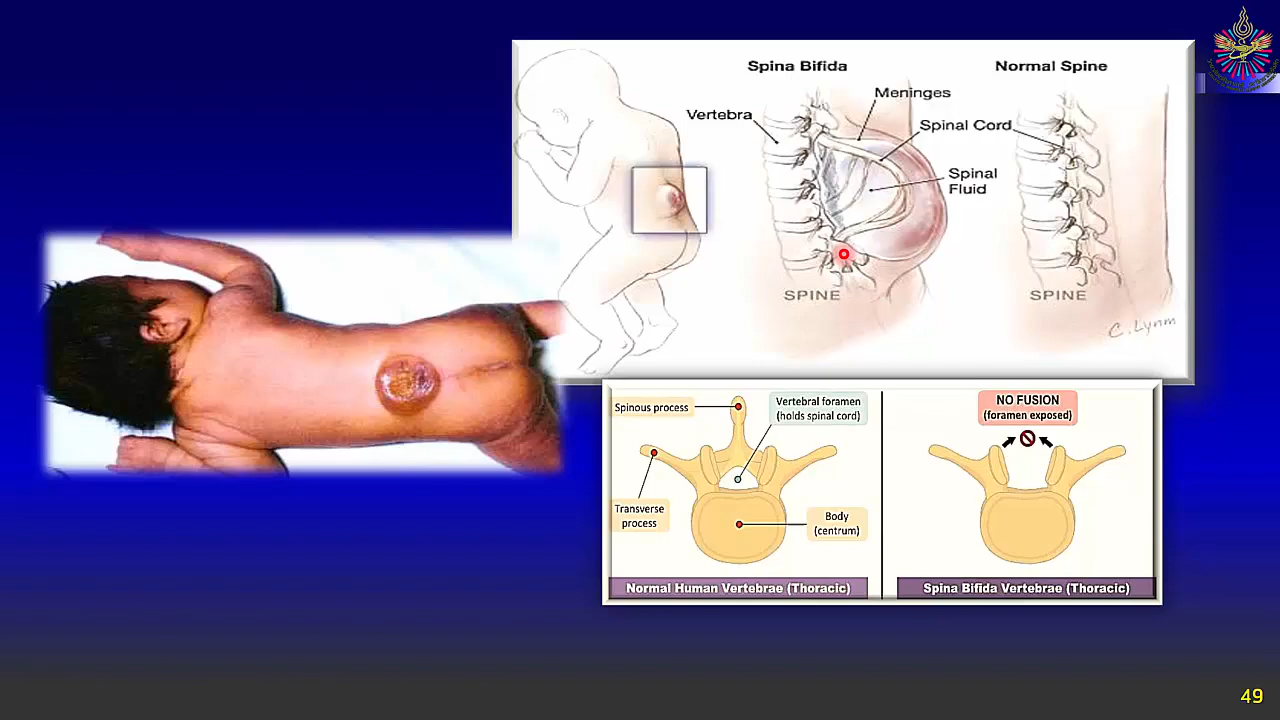 Spina Bifida
Normal Spine
Meninges
Vertebra
Spinal Cord
Spinal
Fluid
SPINE
SPINE
C. Lynm
Spinous process
Vertebral foramen
(holds spinal cord)
Transverse
process
Body
(centrum)
Normal Human Vertebrae (Thoracic)
NO FUSION
(foramen exposed)
Spina Bifida Vertebrae (Thoracic)
49